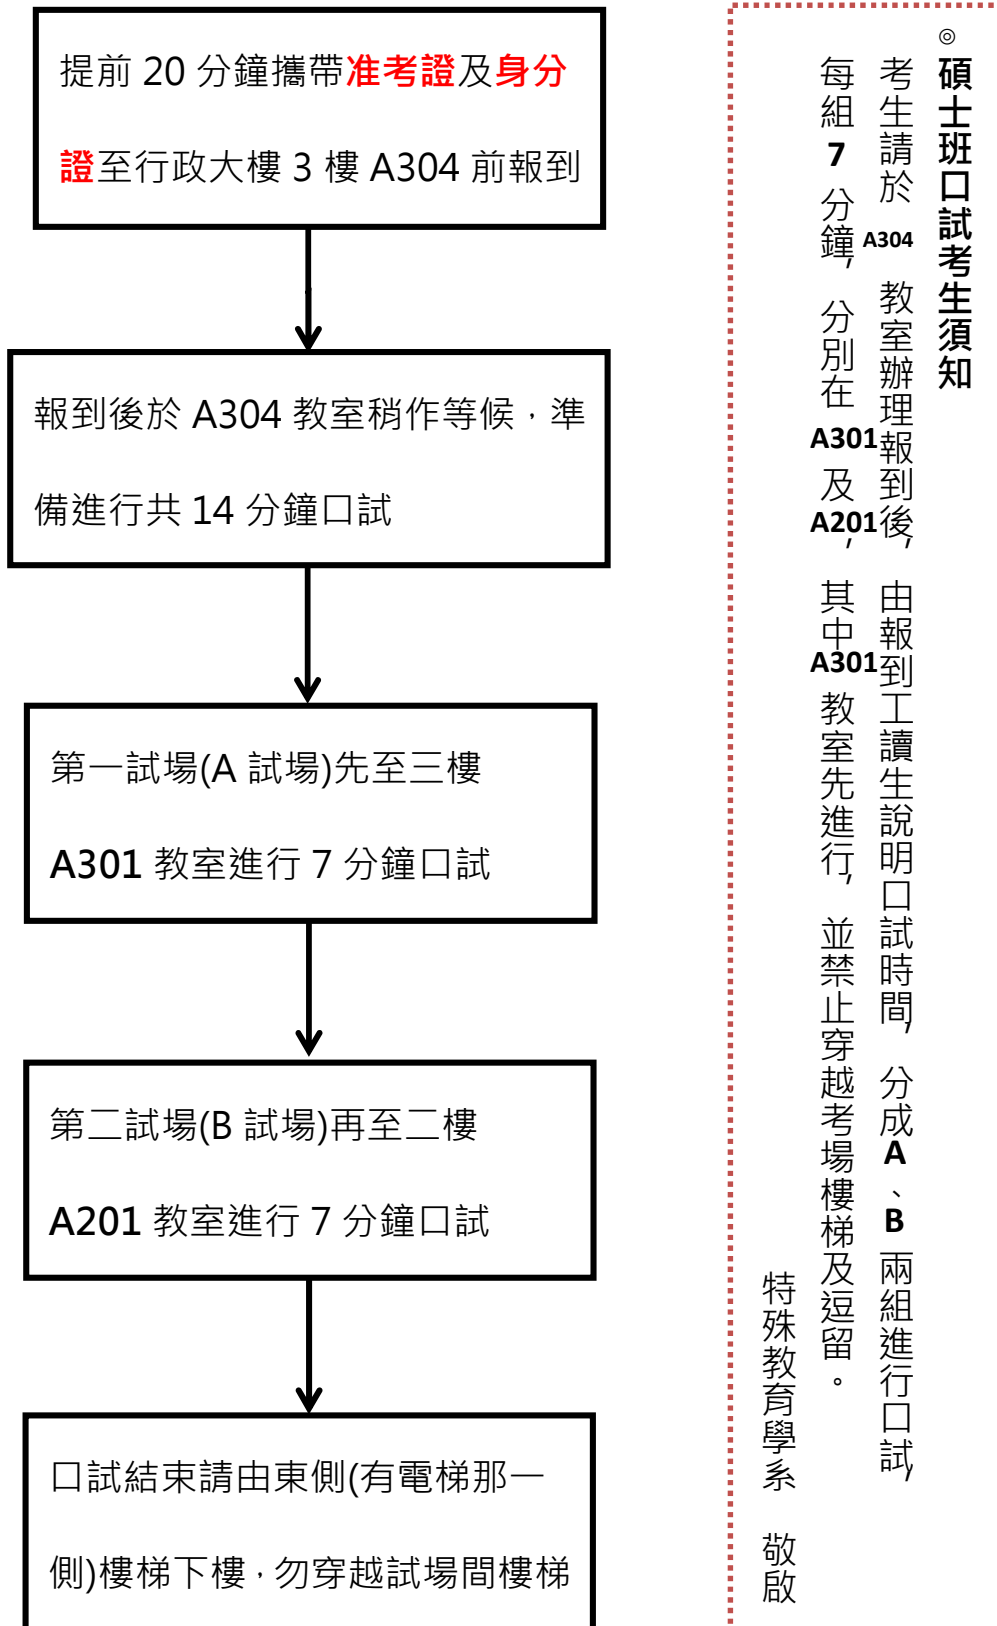 提前 20 分鐘攜帶准考證及身分
證至行政大樓 3 樓 A304 前報到
報到後於 A304 教室稍作等候，準
備進行共 14 分鐘口試
第一試場(A 試場)先至三樓
A301 教室進行 7 分鐘口試
第二試場(B 試場)再至二樓
A201 教室進行 7 分鐘口試
口試結束請由東側(有電梯那一
側)樓梯下樓，勿穿越試場間樓梯
◎碩士班口試考生須知
考生請於 A304 教室辦理報到後，由報到工讀生說明口試時間，分成 A、B 兩組進行口試，
每組 7 分鐘，分別在 A301 及 A201，其中 A301 教室先進行，並禁止穿越考場樓梯及逗留。
特殊教育學系　敬啟